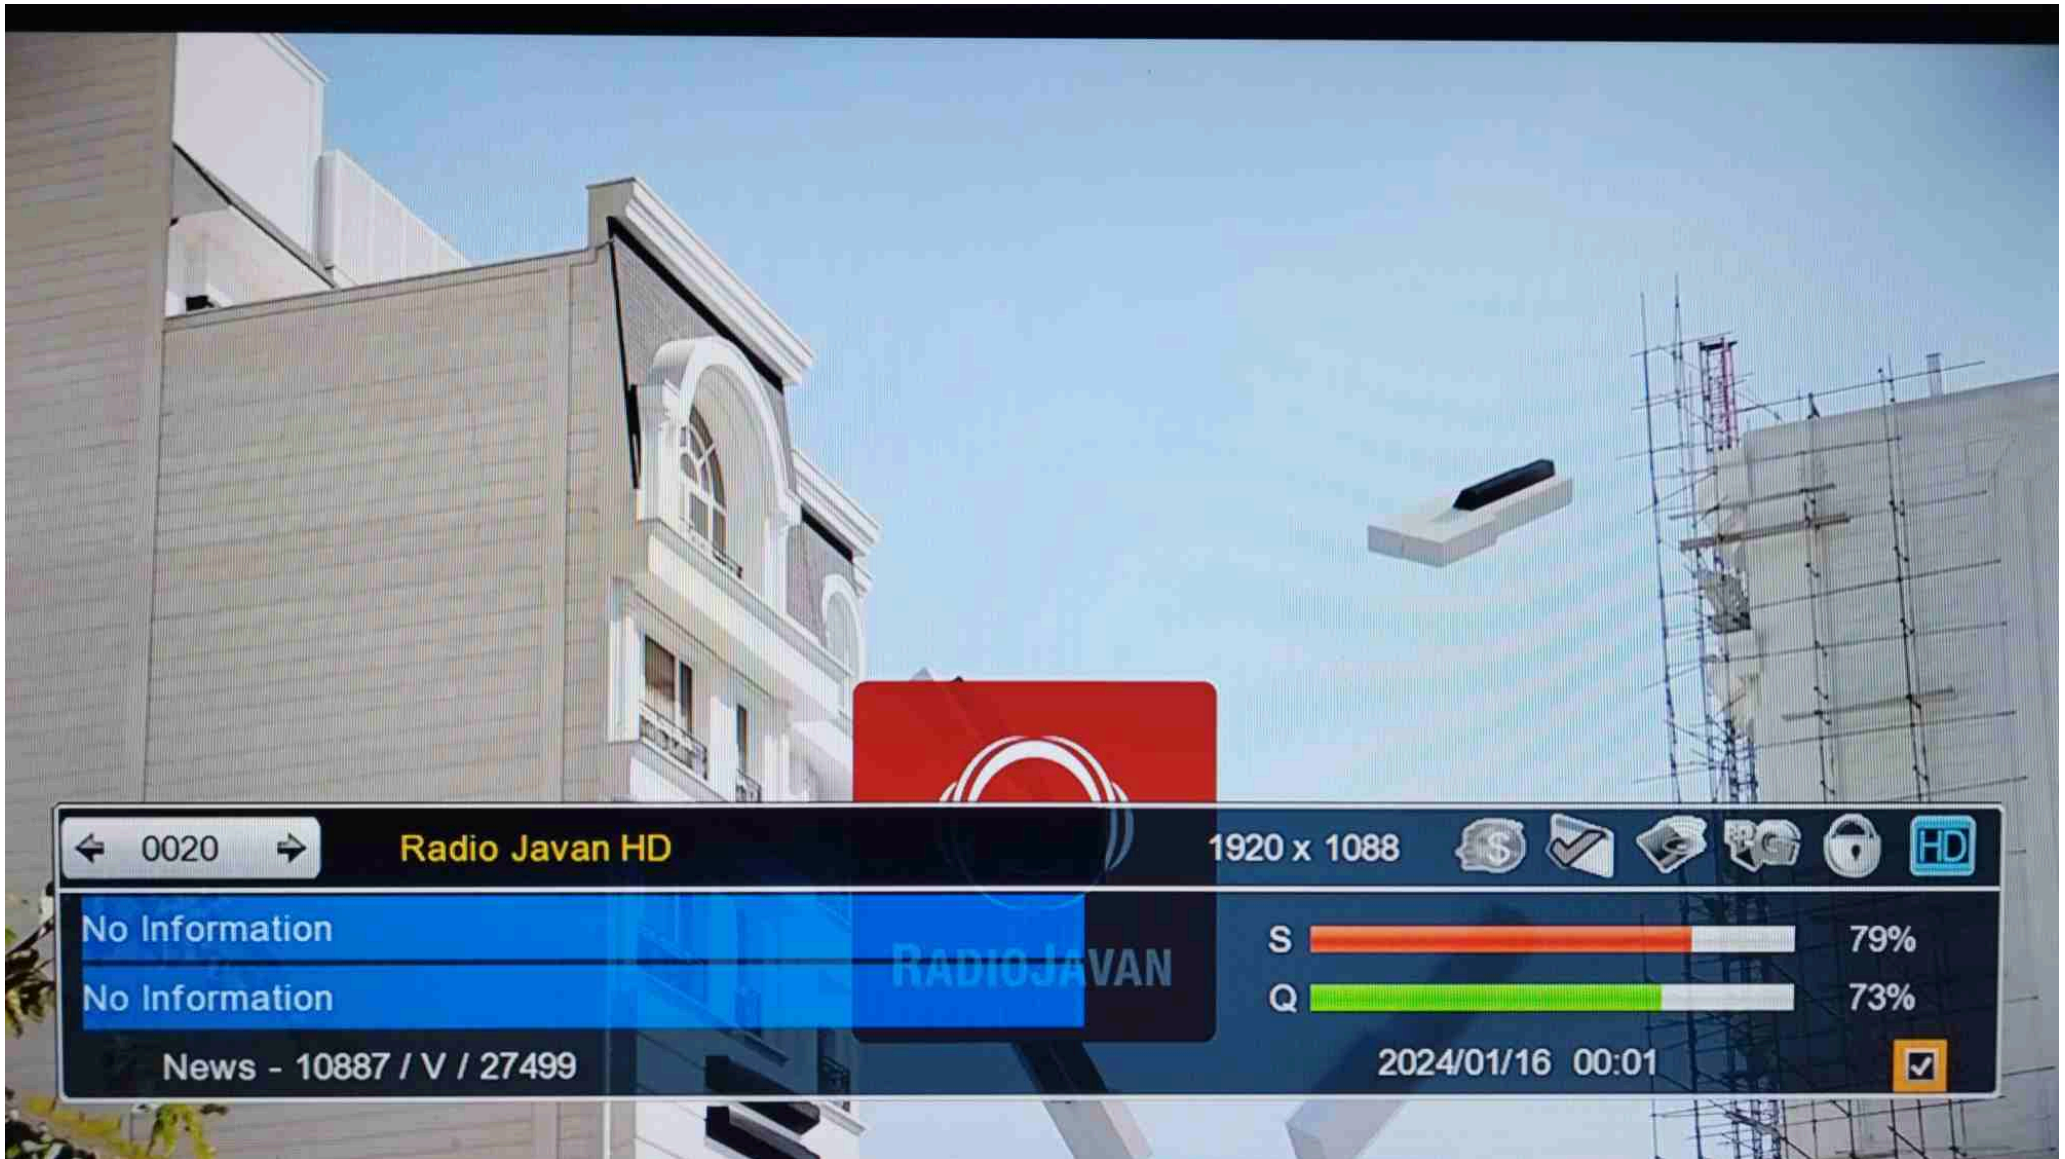 0020
Radio Javan HD
1920 x 1088
HD
No Information
No Information
RADIOJAVAN
S 79%
Q 73%
News - 10887 / V / 27499
2024/01/16 00:01